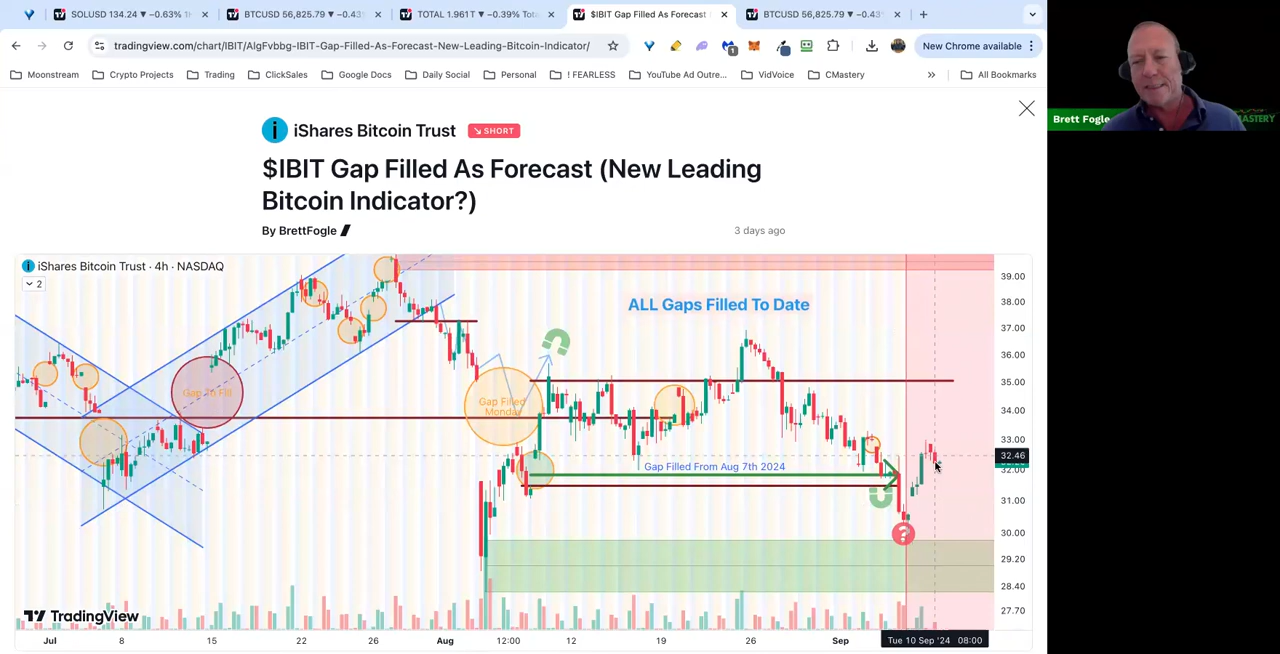 SOLUSD 134.24 ▼ −0.63% 1h
BTCUSD 56,825.79 ▼ −0.43
TOTAL 1.961T ▼ −0.39% Tota
$IBIT Gap Filled As Forecast
BTCUSD 56,825.79 ▼ −0.43
tradingview.com/chart/IBIT/AlgFvbbg-IBIT-Gap-Filled-As-Forecast-New-Leading-Bitcoin-Indicator/
1
New Chrome available
Moonstream
Crypto Projects
Trading
ClickSales
Google Docs
Daily Social
Personal
! FEARLESS
YouTube Ad Outre...
VidVoice
CMastery
»
All Bookmarks
Brett Fogle
MASTERY
iShares Bitcoin Trust
SHORT
$IBIT Gap Filled As Forecast (New Leading
Bitcoin Indicator?)
By BrettFogle
3 days ago
iShares Bitcoin Trust · 4h · NASDAQ
2
ALL Gaps Filled To Date
Gap To Fill
Gap Filled
Monday
Gap Filled From Aug 7th 2024
?
39.00
38.00
37.00
36.00
35.00
34.00
33.00
32.46
32.00
31.00
30.00
29.20
28.40
27.70
TradingView
Jul
8
15
22
26
Aug
12:00
12
19
26
Sep
Tue 10 Sep '24 08:00